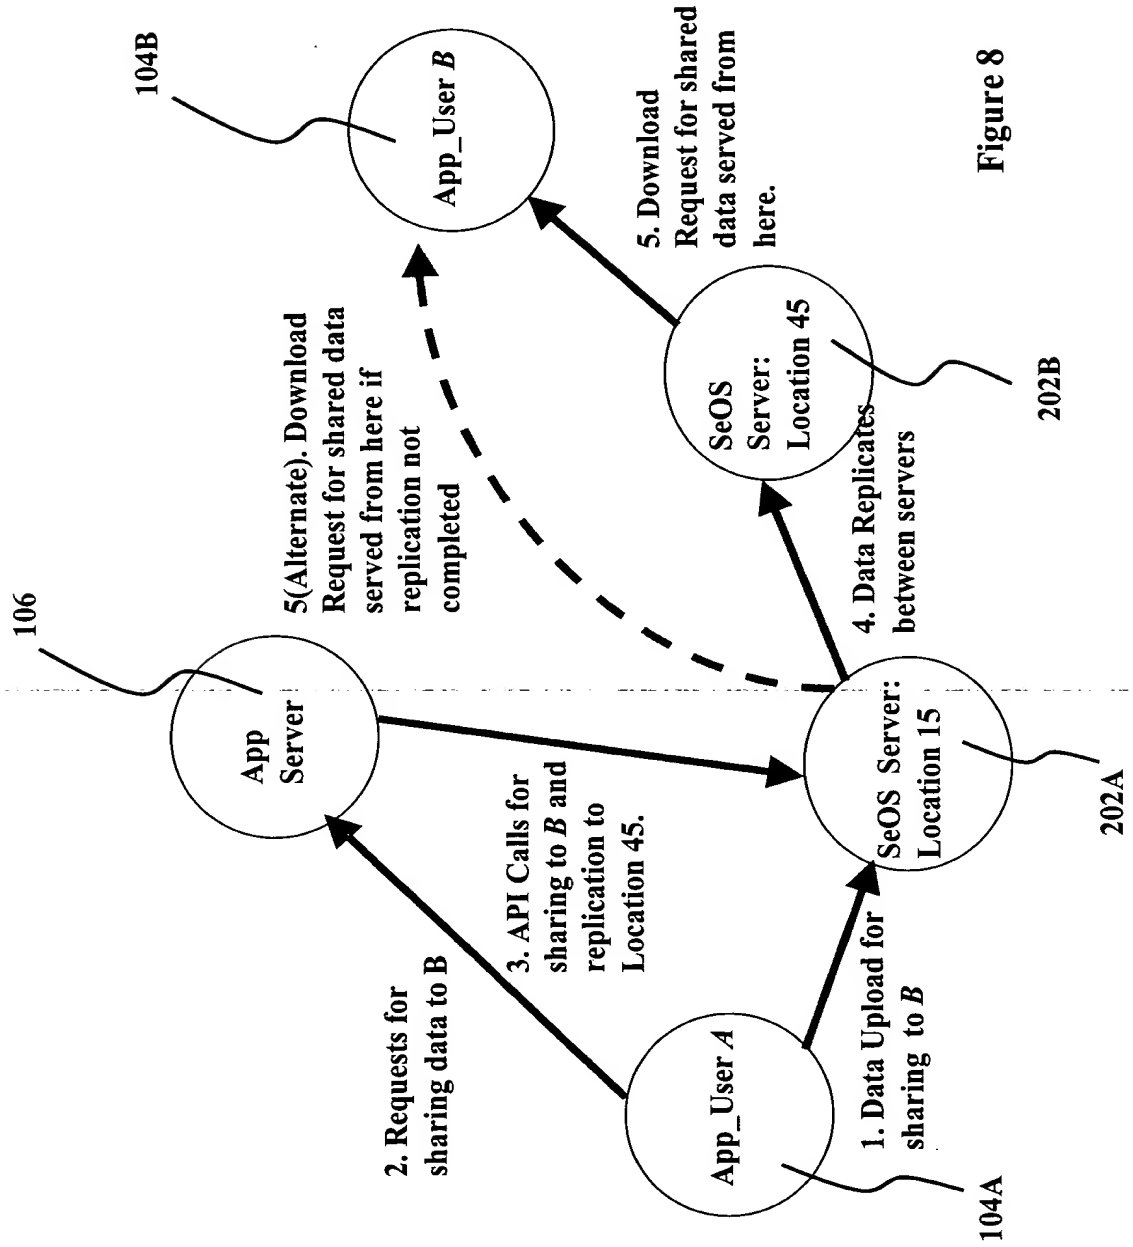 106
App
Server
104B
App_User B
2. Requests for
sharing data to B
5(Alternate). Download
Request for shared data
served from here if
replication not
completed
3. API Calls for
sharing to B and
replication to
Location 45.
5. Download
Request for shared
data served from
here.
App_User A
104A
1. Data Upload for
sharing to B
SeOS Server:
Location 15
202A
4. Data Replicates
between servers
SeOS
Server:
Location 45
202B
Figure 8